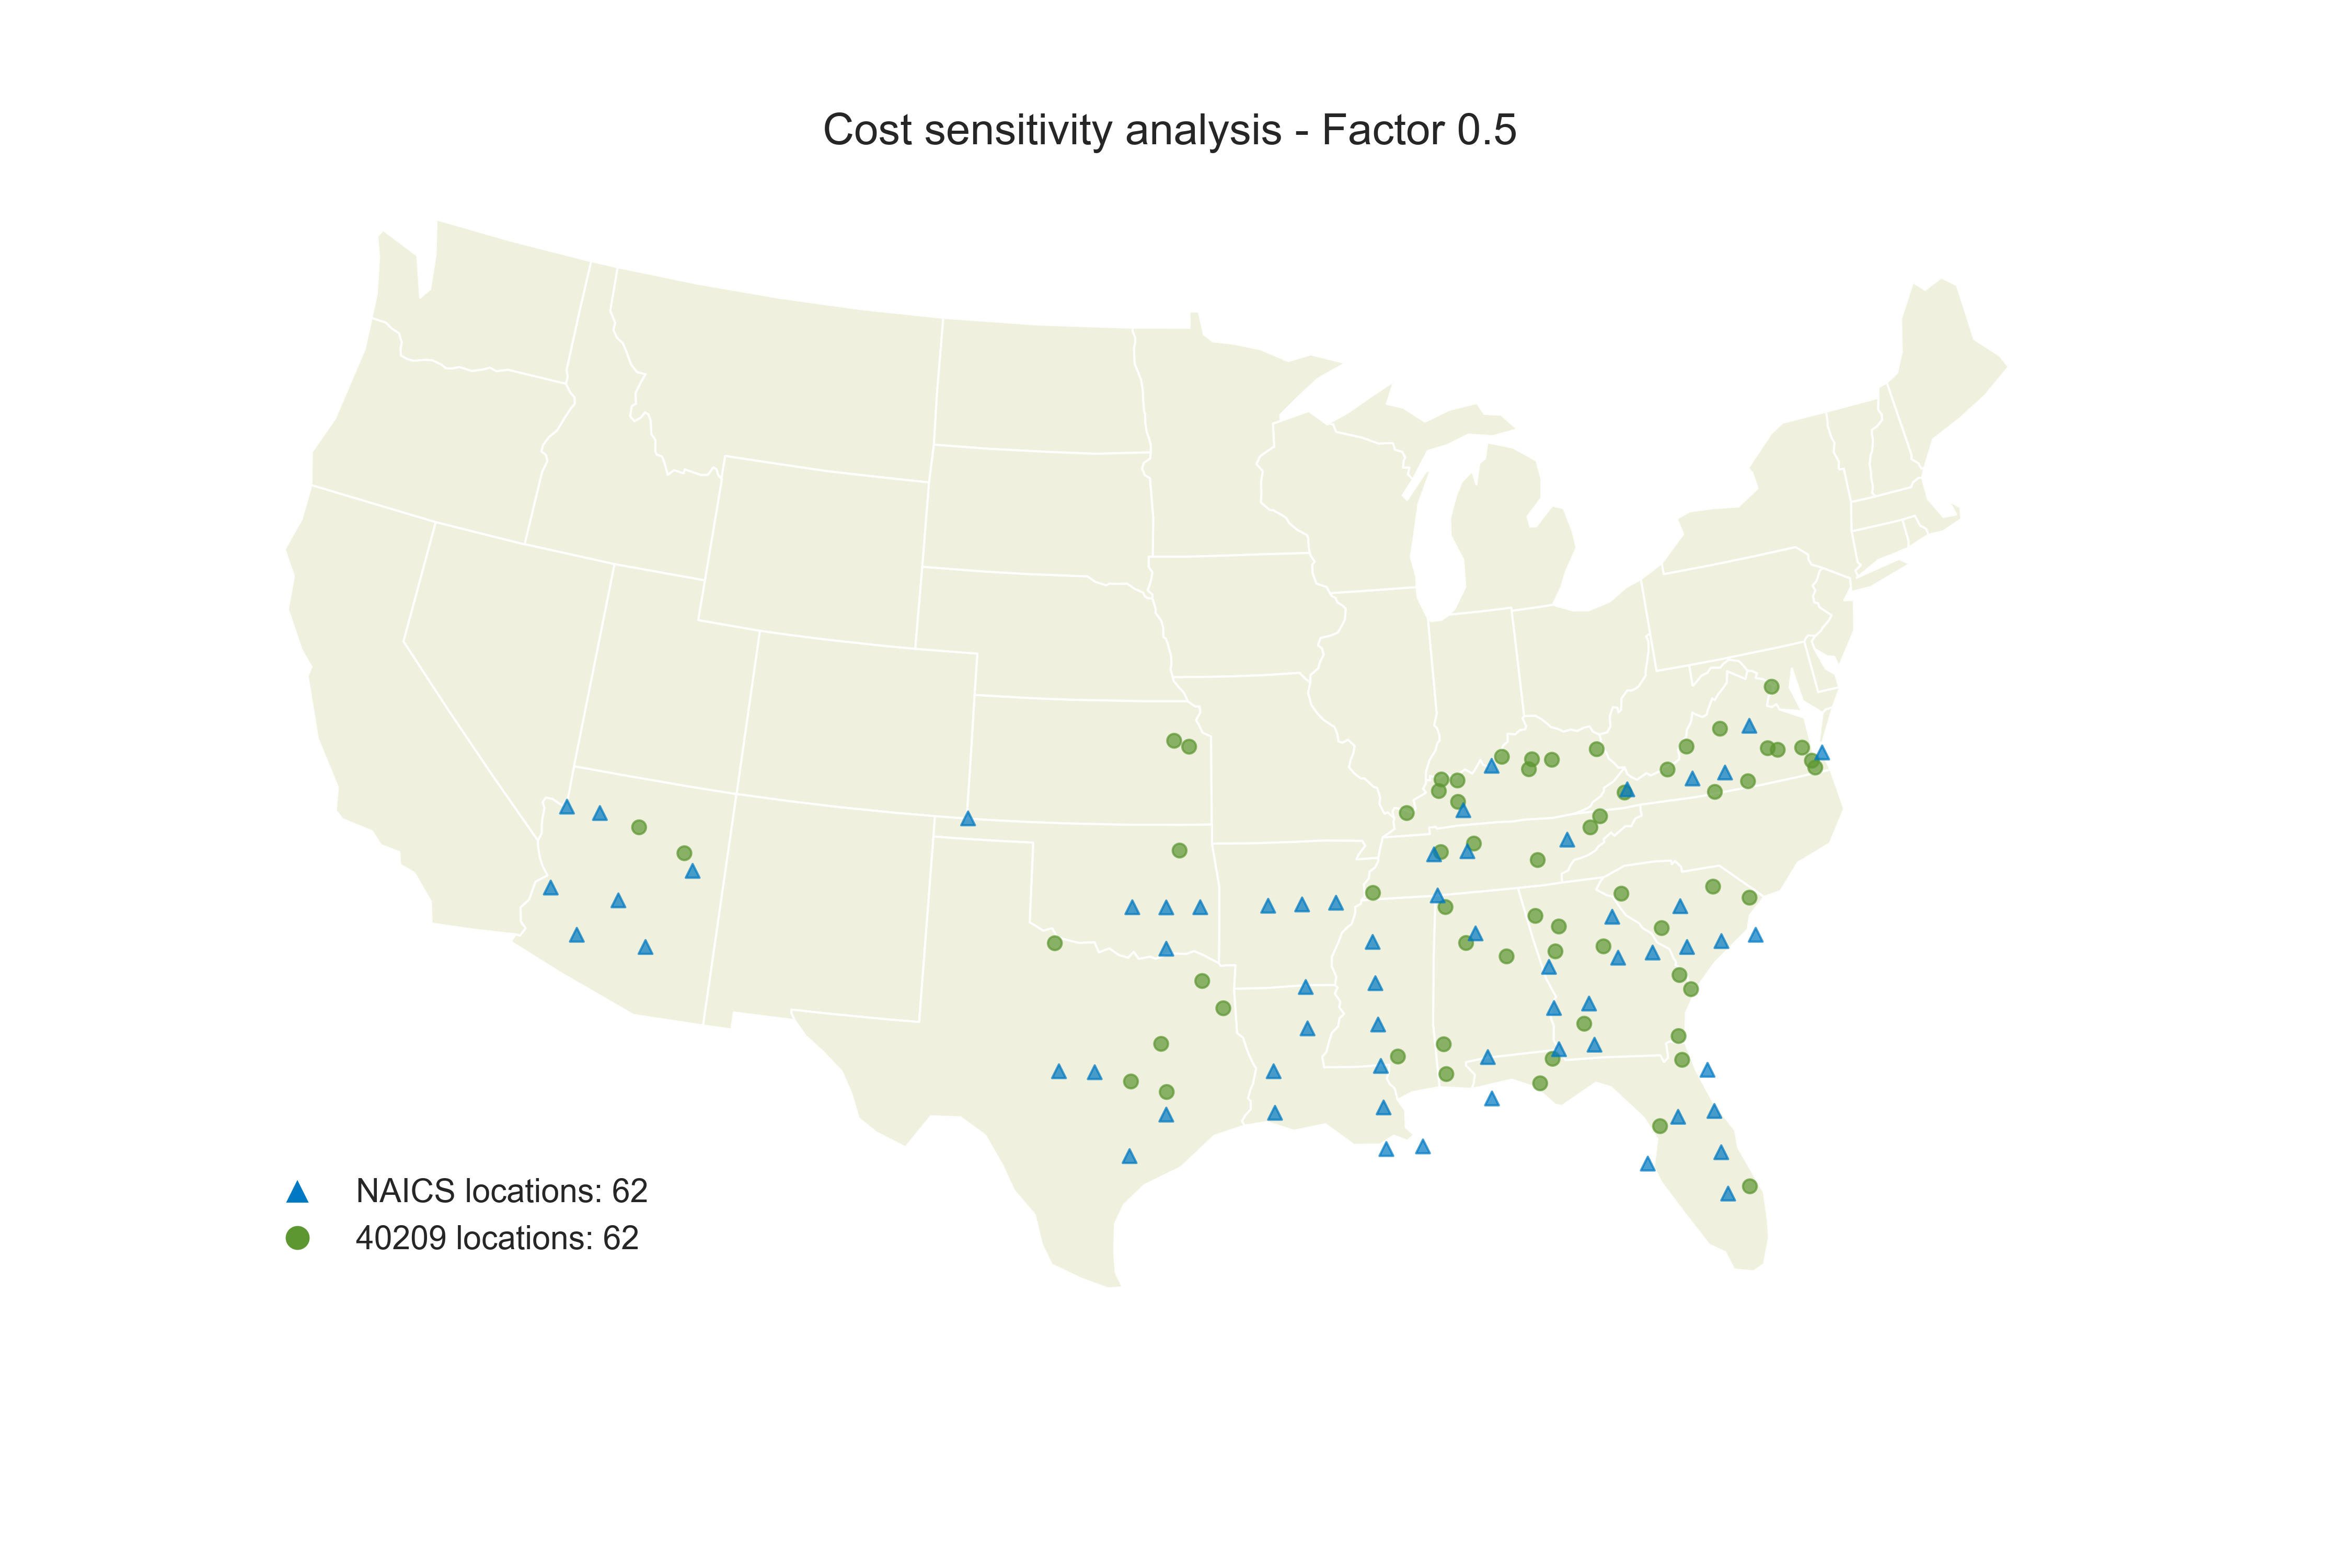 Cost sensitivity analysis - Factor 0.5
NAICS locations: 62
40209 locations: 62